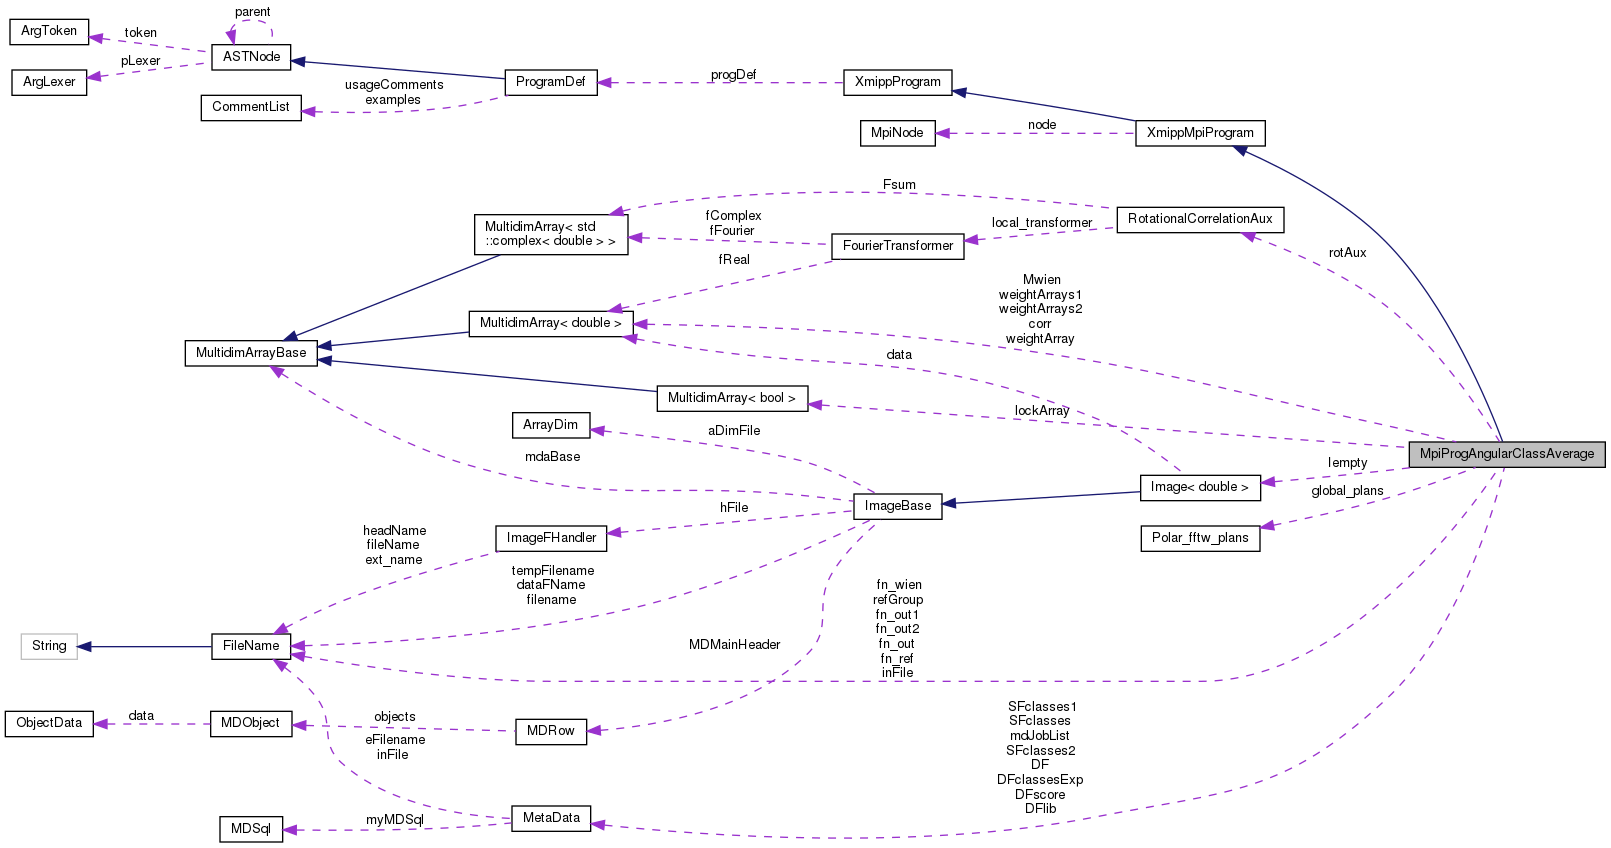 parent
ArgToken
token
ASTNode
pLexer
ArgLexer
usageComments
examples
CommentList
ProgramDef
progDef
XmippProgram
MpiNode
node
XmippMpiProgram
Fsum
MultidimArray< std
::complex< double > >
fComplex
fFourier
FourierTransformer
local_transformer
RotationalCorrelationAux
rotAux
fReal
Mwien
weightArrays1
weightArrays2
corr
weightArray
MultidimArray< double >
MultidimArrayBase
data
MultidimArray< bool >
lockArray
ArrayDim
aDimFile
mdaBase
MpiProgAngularClassAverage
Iempty
Image< double >
global_plans
ImageBase
hFile
Polar_fftw_plans
ImageFHandler
headName
fileName
ext_name
tempFilename
dataFName
filename
fn_wien
refGroup
fn_out1
fn_out2
fn_out
fn_ref
inFile
String
FileName
MDMainHeader
ObjectData
data
MDObject
objects
MDRow
eFilename
inFile
SFclasses1
SFclasses
mdJobList
SFclasses2
DF
DFclassesExp
DFscore
DFlib
MDSql
myMDSql
MetaData